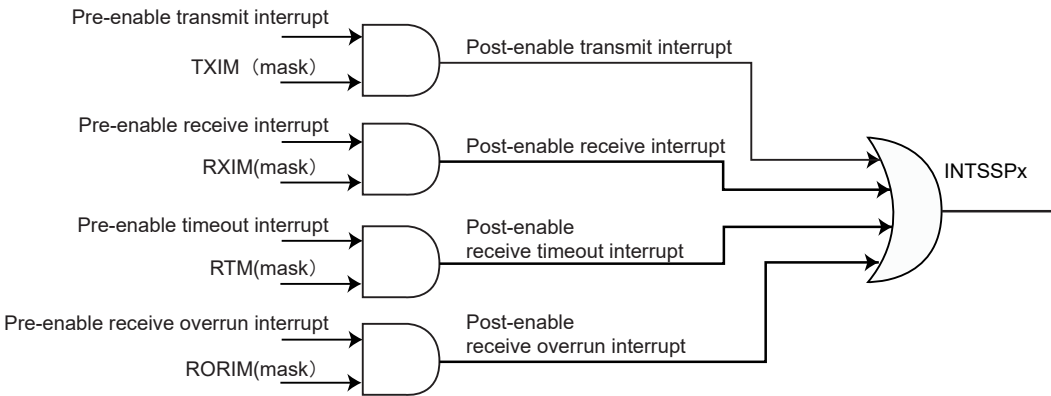 Pre-enable transmit interrupt
TXIM（mask）
Post-enable transmit interrupt
Pre-enable receive interrupt
RXIM(mask）
Post-enable receive interrupt
INTSSPx
Pre-enable timeout interrupt
RTM(mask）
Post-enable
receive timeout interrupt
Pre-enable receive overrun interrupt
RORIM(mask）
Post-enable
receive overrun interrupt